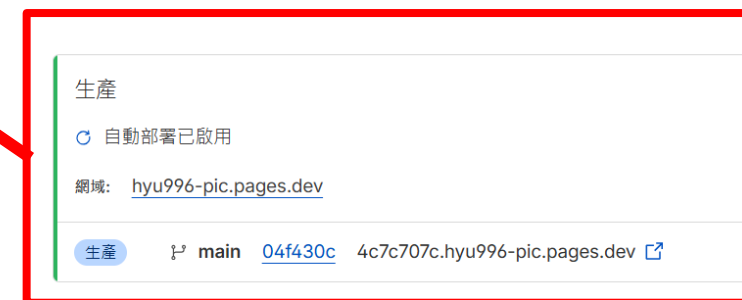 生產
自動部署已啟用
網域: hyu996-pic.pages.dev
生產 main 04f430c 4c7c707c.hyu996-pic.pages.dev